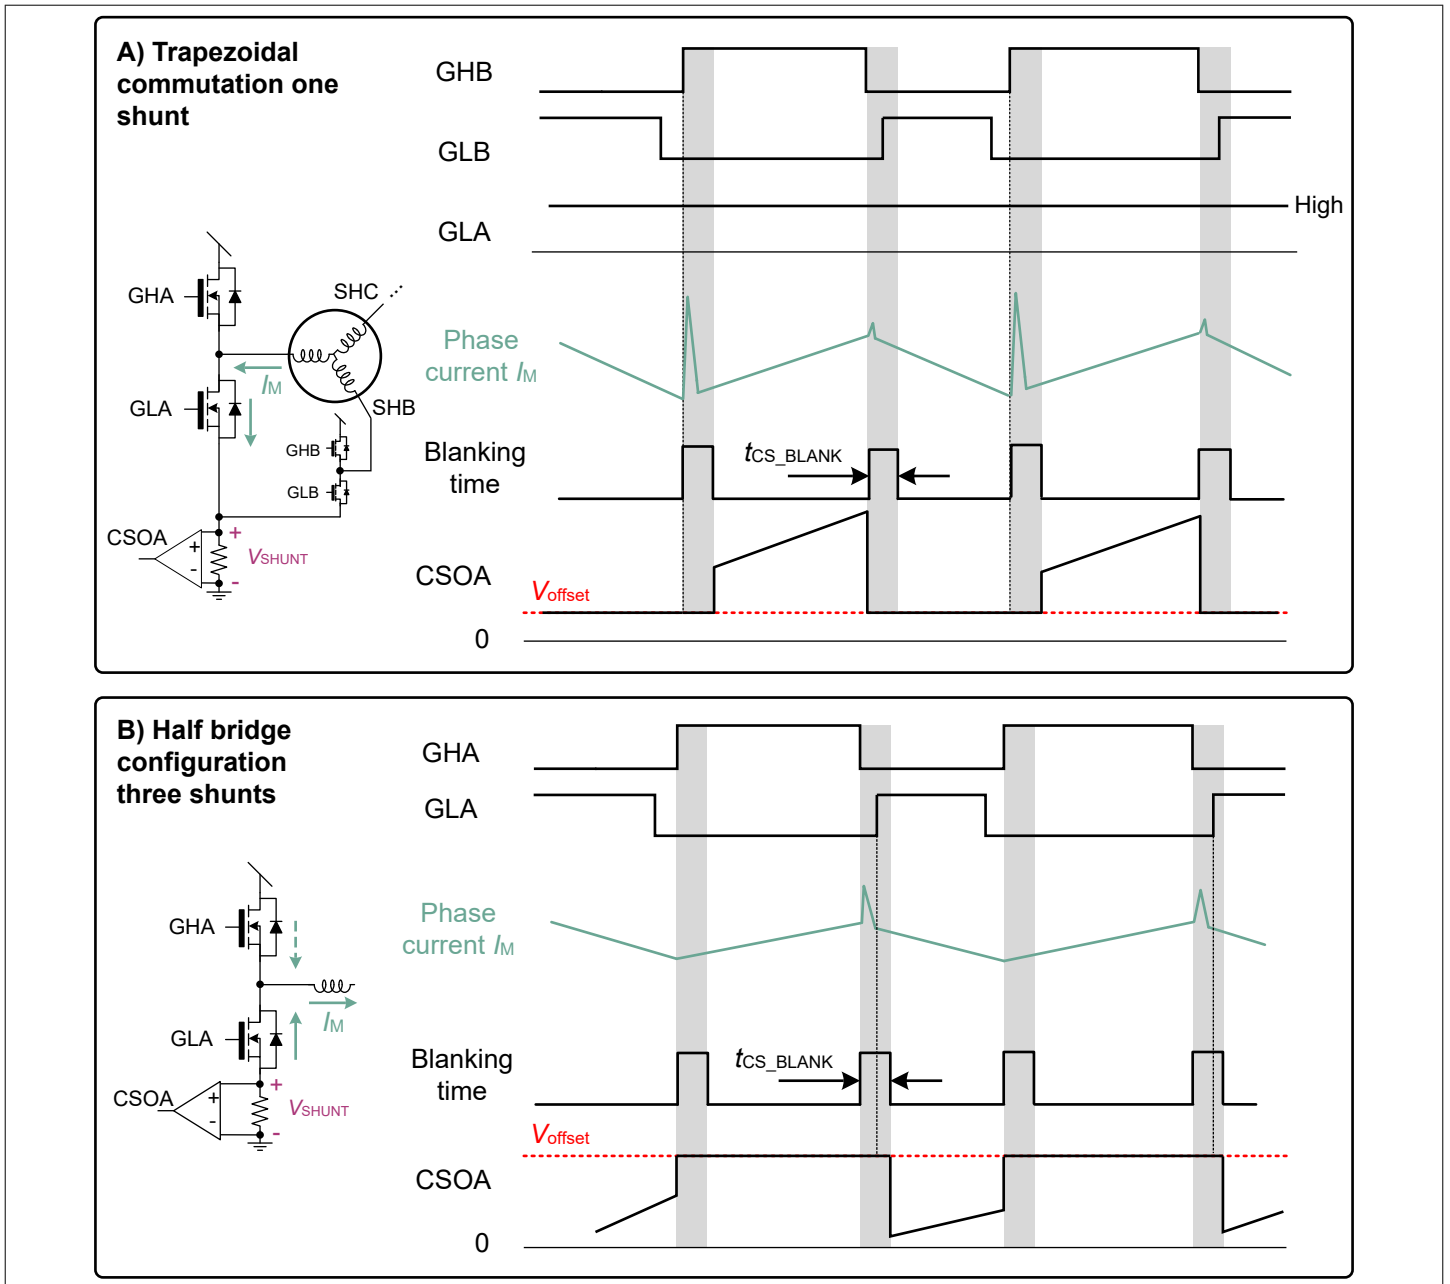 A) Trapezoidal
commutation one
shunt
GHB
GLB
GLA
High
GHA
SHC ...
Phase
current IM
IM
GLA
SHB
GHB
GLB
Blanking
time
tCS_BLANK
CSOA
+
+
-
VSHUNT
-
CSOA
Voffset
0
B) Half bridge
configuration
three shunts
GHA
GLA
GHA
Phase
current IM
IM
GLA
Blanking
time
tCS_BLANK
CSOA
+
+
-
VSHUNT
-
Voffset
CSOA
0